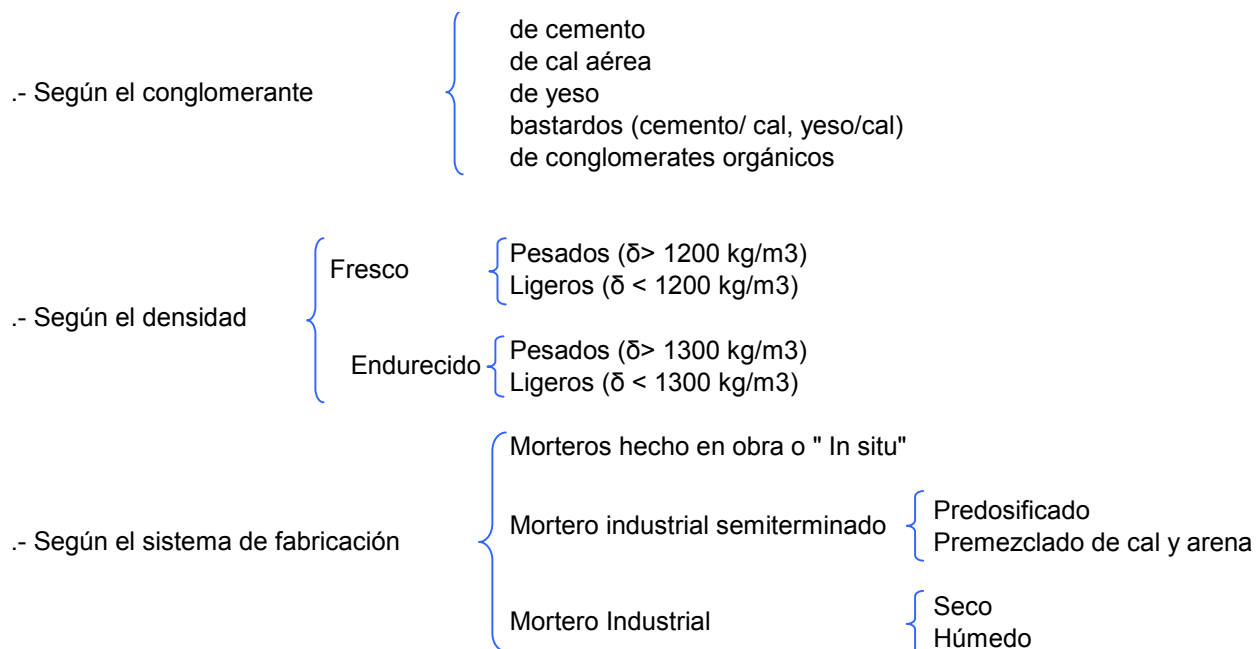 .- Según el conglomerante
de cemento
de cal aérea
de yeso
bastardos (cemento/ cal, yeso/cal)
de conglomerates orgánicos
.- Según el densidad
Fresco
Pesados (δ> 1200 kg/m3)
Ligeros (δ < 1200 kg/m3)
Endurecido
Pesados (δ> 1300 kg/m3)
Ligeros (δ < 1300 kg/m3)
.- Según el sistema de fabricación
Morteros hecho en obra o " In situ"
Mortero industrial semiterminado
Predosificado
Premezclado de cal y arena
Mortero Industrial
Seco
Húmedo